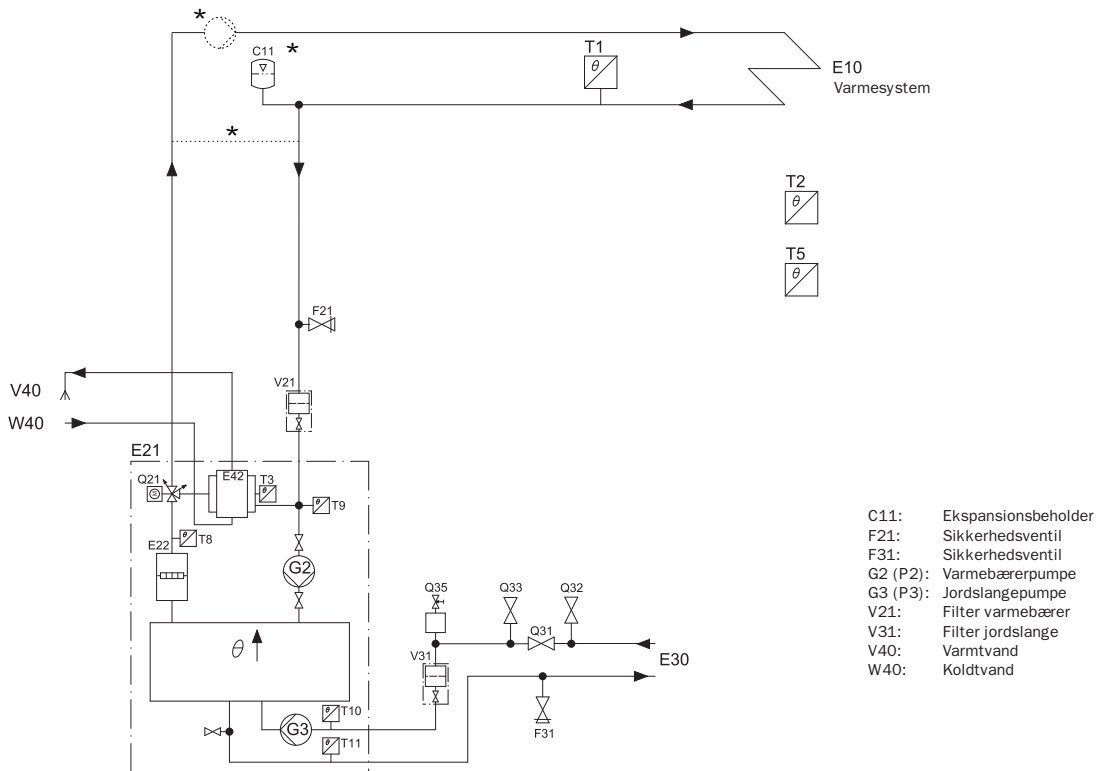 *
C11
*
T1
θ
E10
Varmesystem
*
T2
θ
T5
θ
F21
V40
V21
W40
E21
Q21
E42
T3
θ
θ
T9
E22
θ
T8
G2
C11: Ekspansionsbeholder
F21: Sikkerhedsventil
F31: Sikkerhedsventil
G2 (P2): Varmebærerpumpe
G3 (P3): Jordslangepumpe
V21: Filter varmebærer
V31: Filter jordslange
V40: Varmtvand
W40: Koldtvand
Q35
Q33
Q32
Q31
θ
V31
E30
θ
T10
G3
θ
T11
F31